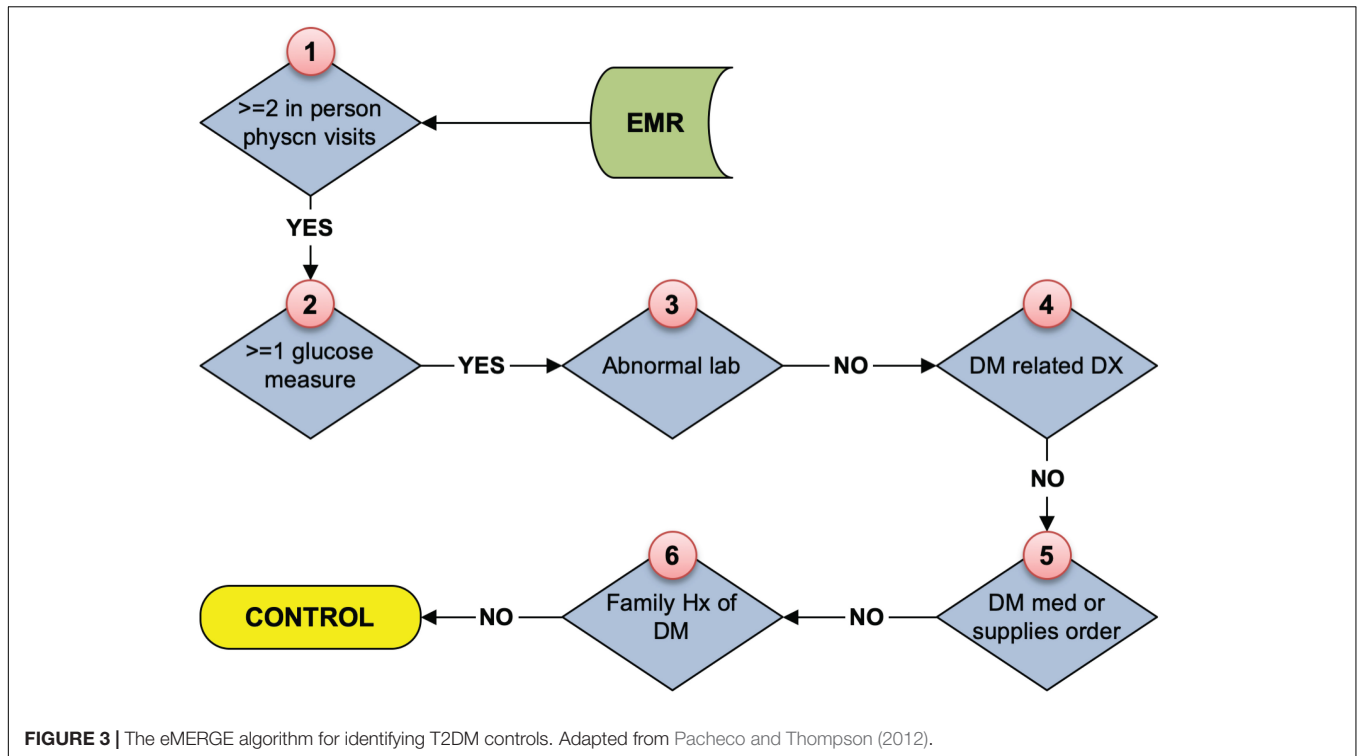 1
>=2 in person
physcn visits
EMR
YES
2
>=1 glucose
measure
YES
3
Abnormal lab
NO
4
DM related DX
NO
5
DM med or
supplies order
NO
6
Family Hx of
DM
NO
CONTROL
FIGURE 3 | The eMERGE algorithm for identifying T2DM controls. Adapted from Pacheco and Thompson (2012).